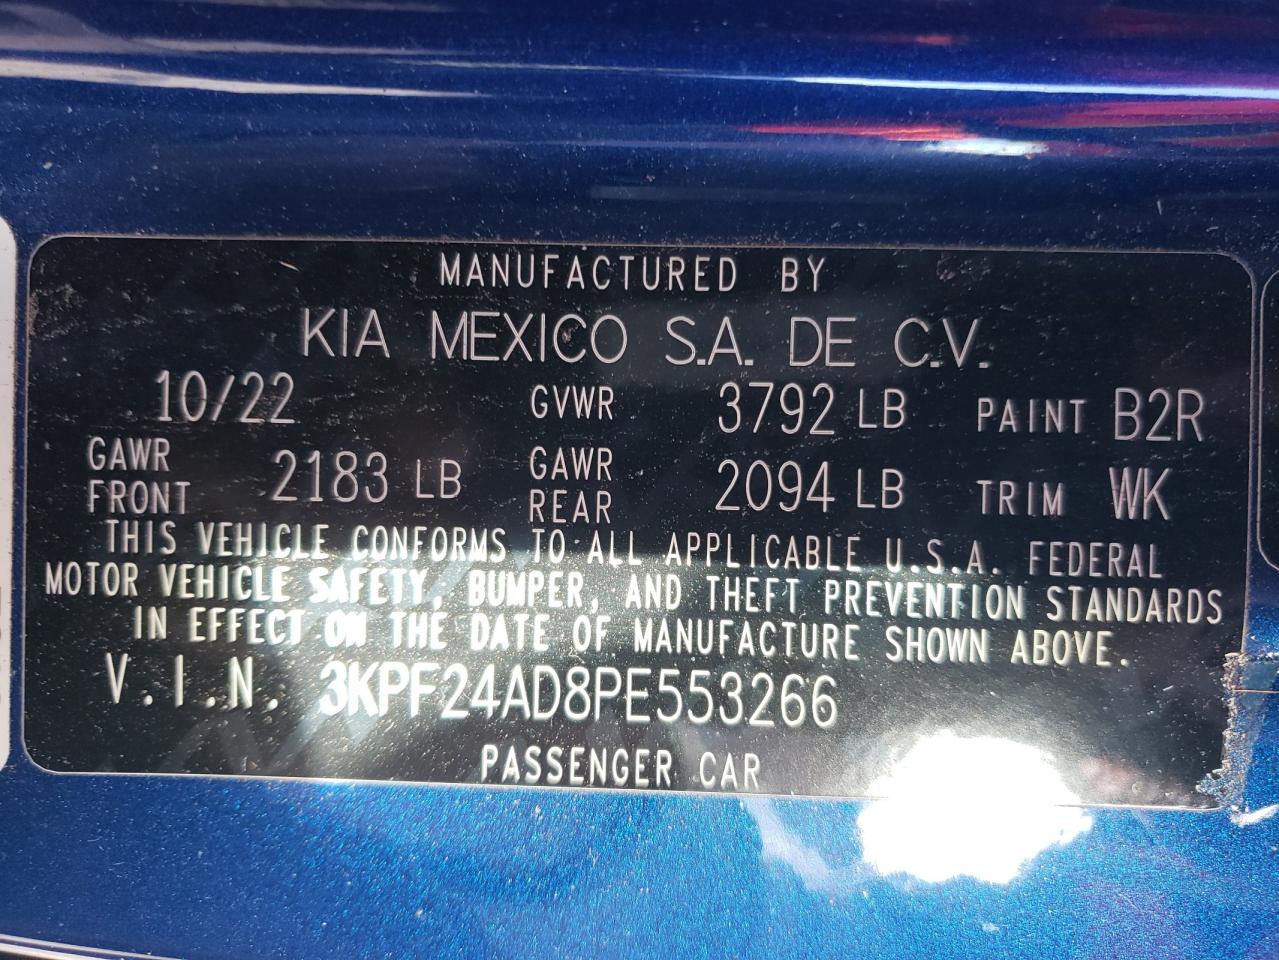 MANUFACTURED BY
KIA MEXICO S.A. DE C.V.
10/22 GVWR 3792 LB PAINT B2R
GAWR FRONT 2183 LB GAWR REAR 2094 LB TRIM WK
THIS VEHICLE CONFORMS TO ALL APPLICABLE U.S.A. FEDERAL
MOTOR VEHICLE SAFETY, BUMPER, AND THEFT PREVENTION STANDARDS
IN EFFECT ON THE DATE OF MANUFACTURE SHOWN ABOVE.
V.I.N. 3KPF24AD8PE553266
PASSENGER CAR